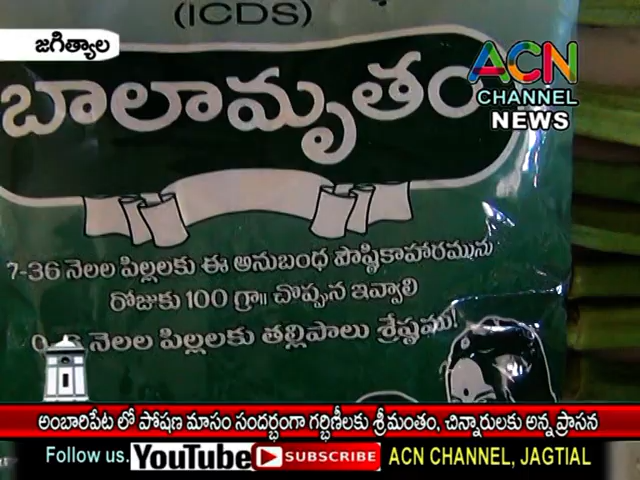 (ICDS)
జగిత్యాల
ACN
CHANNEL
NEWS
బాలామృతం
7-36 నెలల పిల్లలకు ఈ అనుబంధ పౌష్టికాహారమును
రోజుకు 100 గ్రా॥ చొప్పున ఇవ్వాలి
నెలల పిల్లలకు తల్లిపాలు శ్రేష్టము!
అంబారిపేట లో పోషణ మాసం సందర్భంగా గర్భిణీలకు శ్రీమంతం, చిన్నారులకు అన్న ప్రాసన
Follow us. YouTube SUBSCRIBE ACN CHANNEL, JAGTIAL